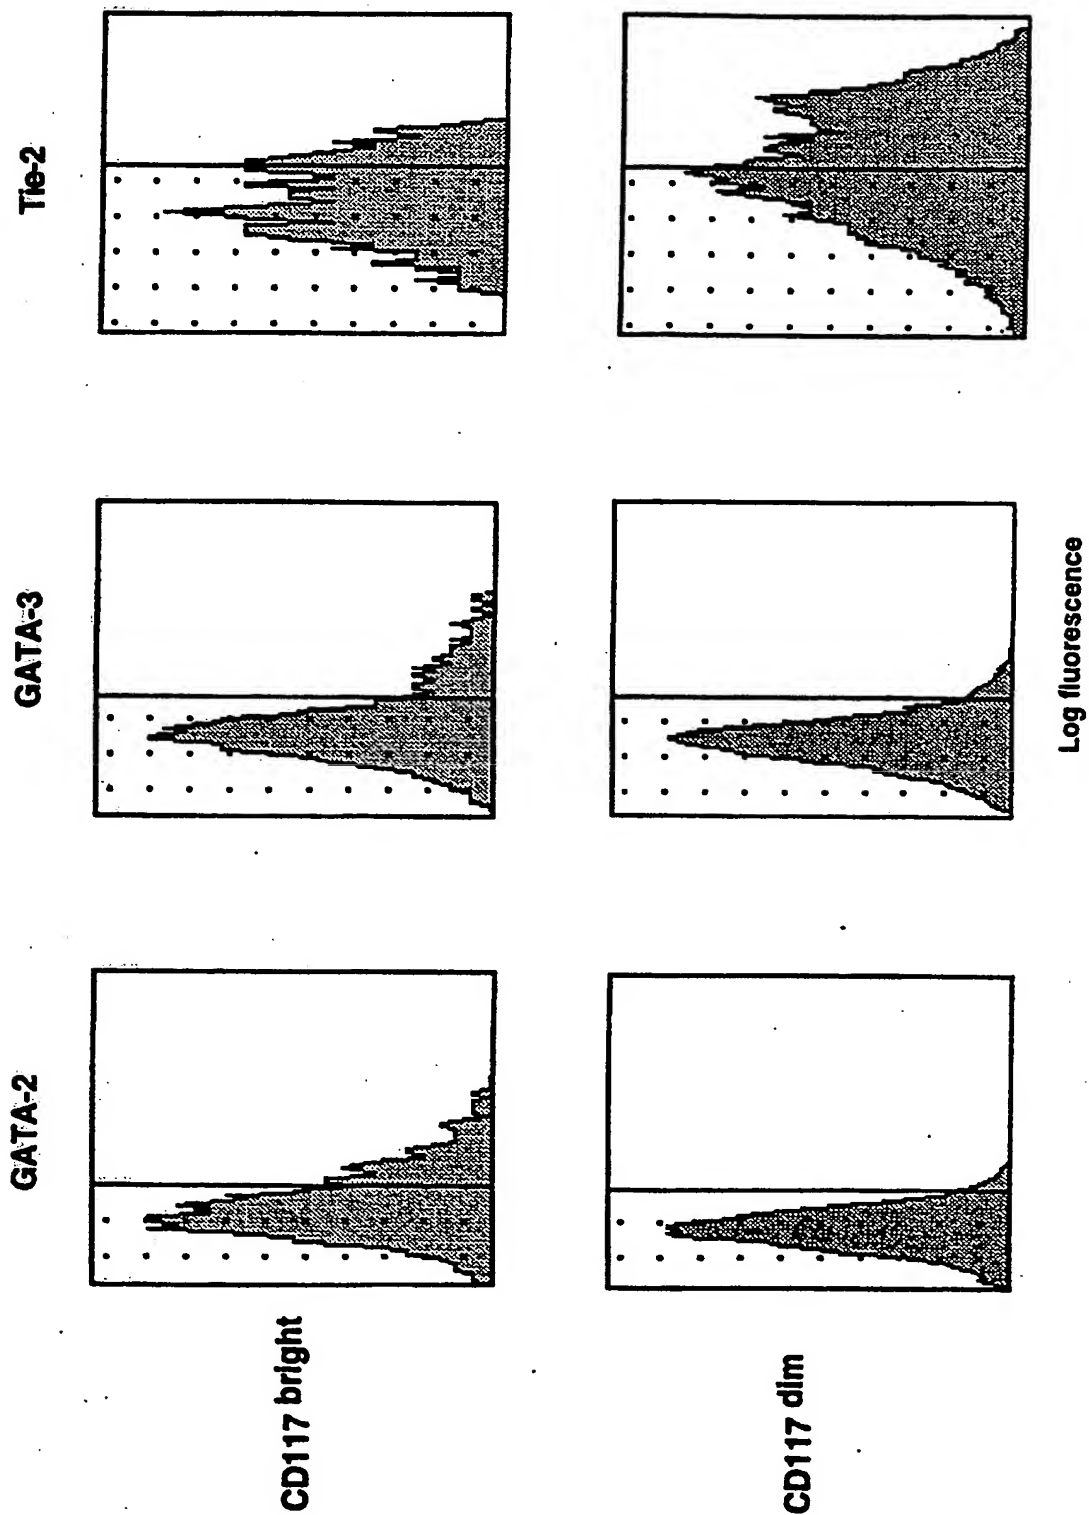 GATA-2
GATA-3
Tie-2
CD117 bright
CD117 dim
Log fluorescence